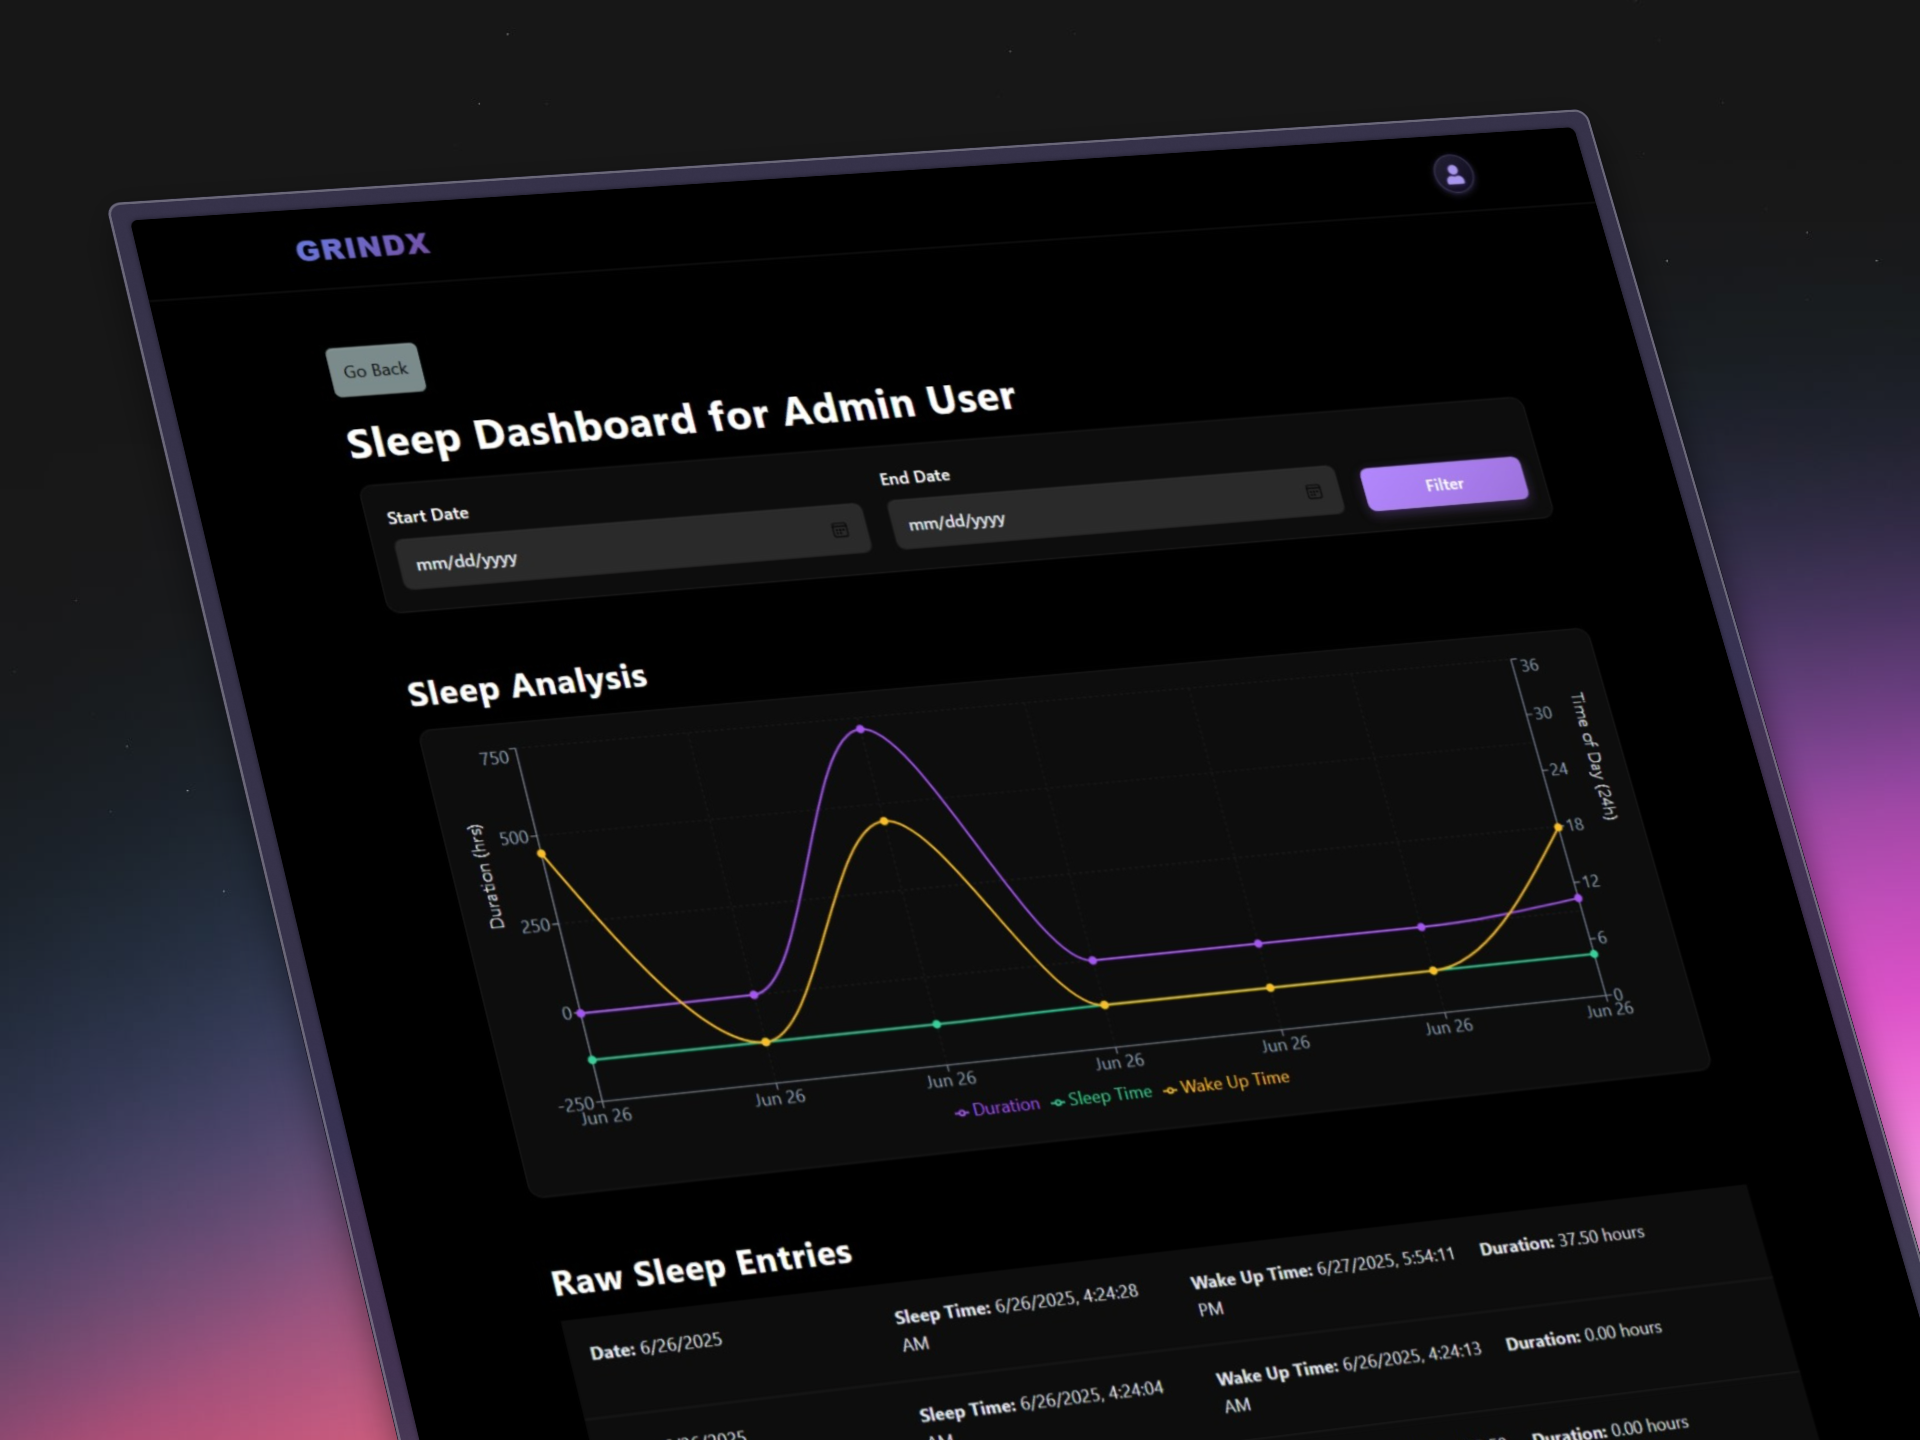 GRINDX
Go Back
Sleep Dashboard for Admin User
Start Date
mm/dd/yyyy
End Date
mm/dd/yyyy
Filter
Sleep Analysis
750
500
250
0
-250
Duration (hrs)
36
30
24
18
12
6
0
Time of Day (24h)
Jun 26
Jun 26
Jun 26
Jun 26
Jun 26
Jun 26
Jun 26
Duration
Sleep Time
Wake Up Time
Raw Sleep Entries
Date: 6/26/2025
Sleep Time: 6/26/2025, 4:24:28
AM
Wake Up Time: 6/27/2025, 5:54:11
PM
Duration: 37.50 hours
Sleep Time: 6/26/2025, 4:24:04
AM
Wake Up Time: 6/26/2025, 4:24:13
AM
Duration: 0.00 hours
Duration: 0.00 hours